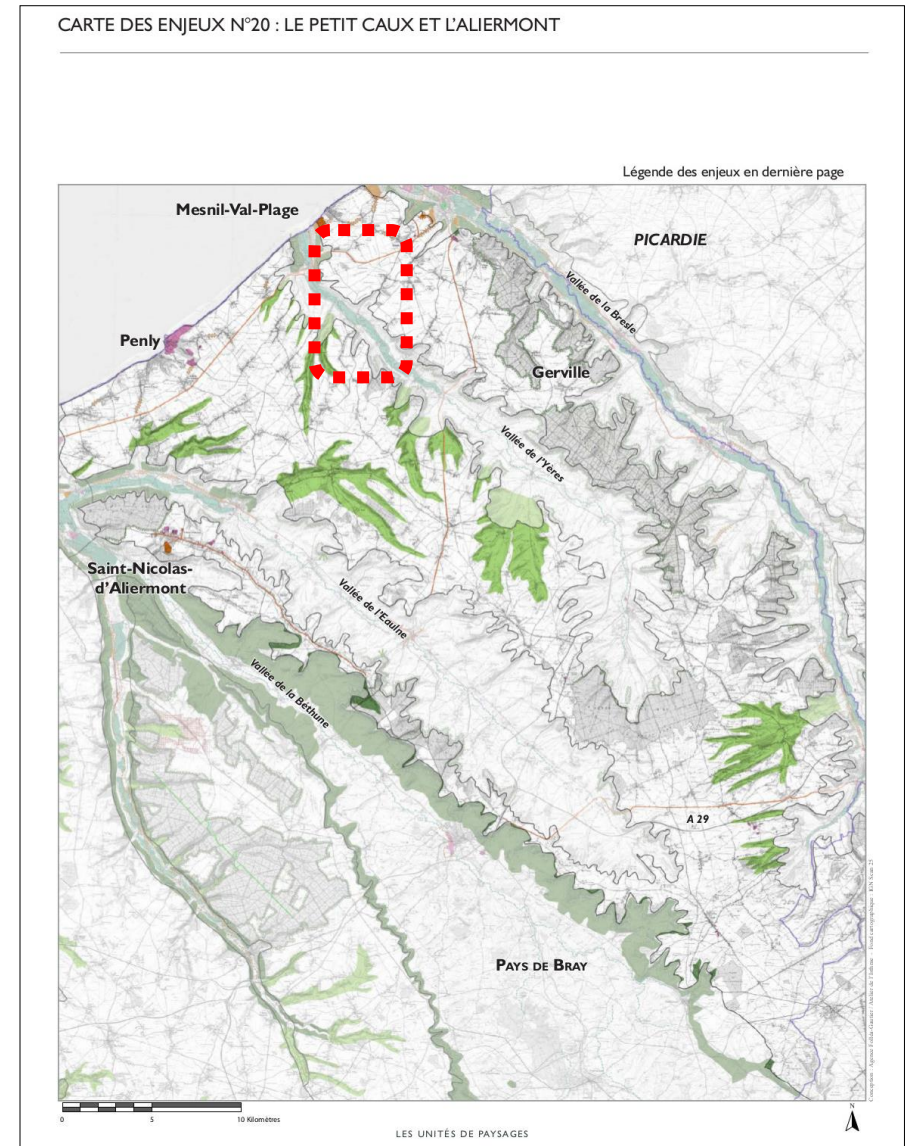 CARTE DES ENJEUX N°20 : LE PETIT CAUX ET L'ALIERMONT
Légende des enjeux en dernière page
Mesnil-Val-Plage
PICARDIE
Vallée de la Bresle
Penly
Gerville
Vallée de l'Yères
Saint-Nicolas-
d'Aliermont
Vallée de l'Eaulne
Vallée de la Béthune
A 29
PAYS DE BRAY
0 5 10 Kilomètres
N
LES UNITÉS DE PAYSAGES